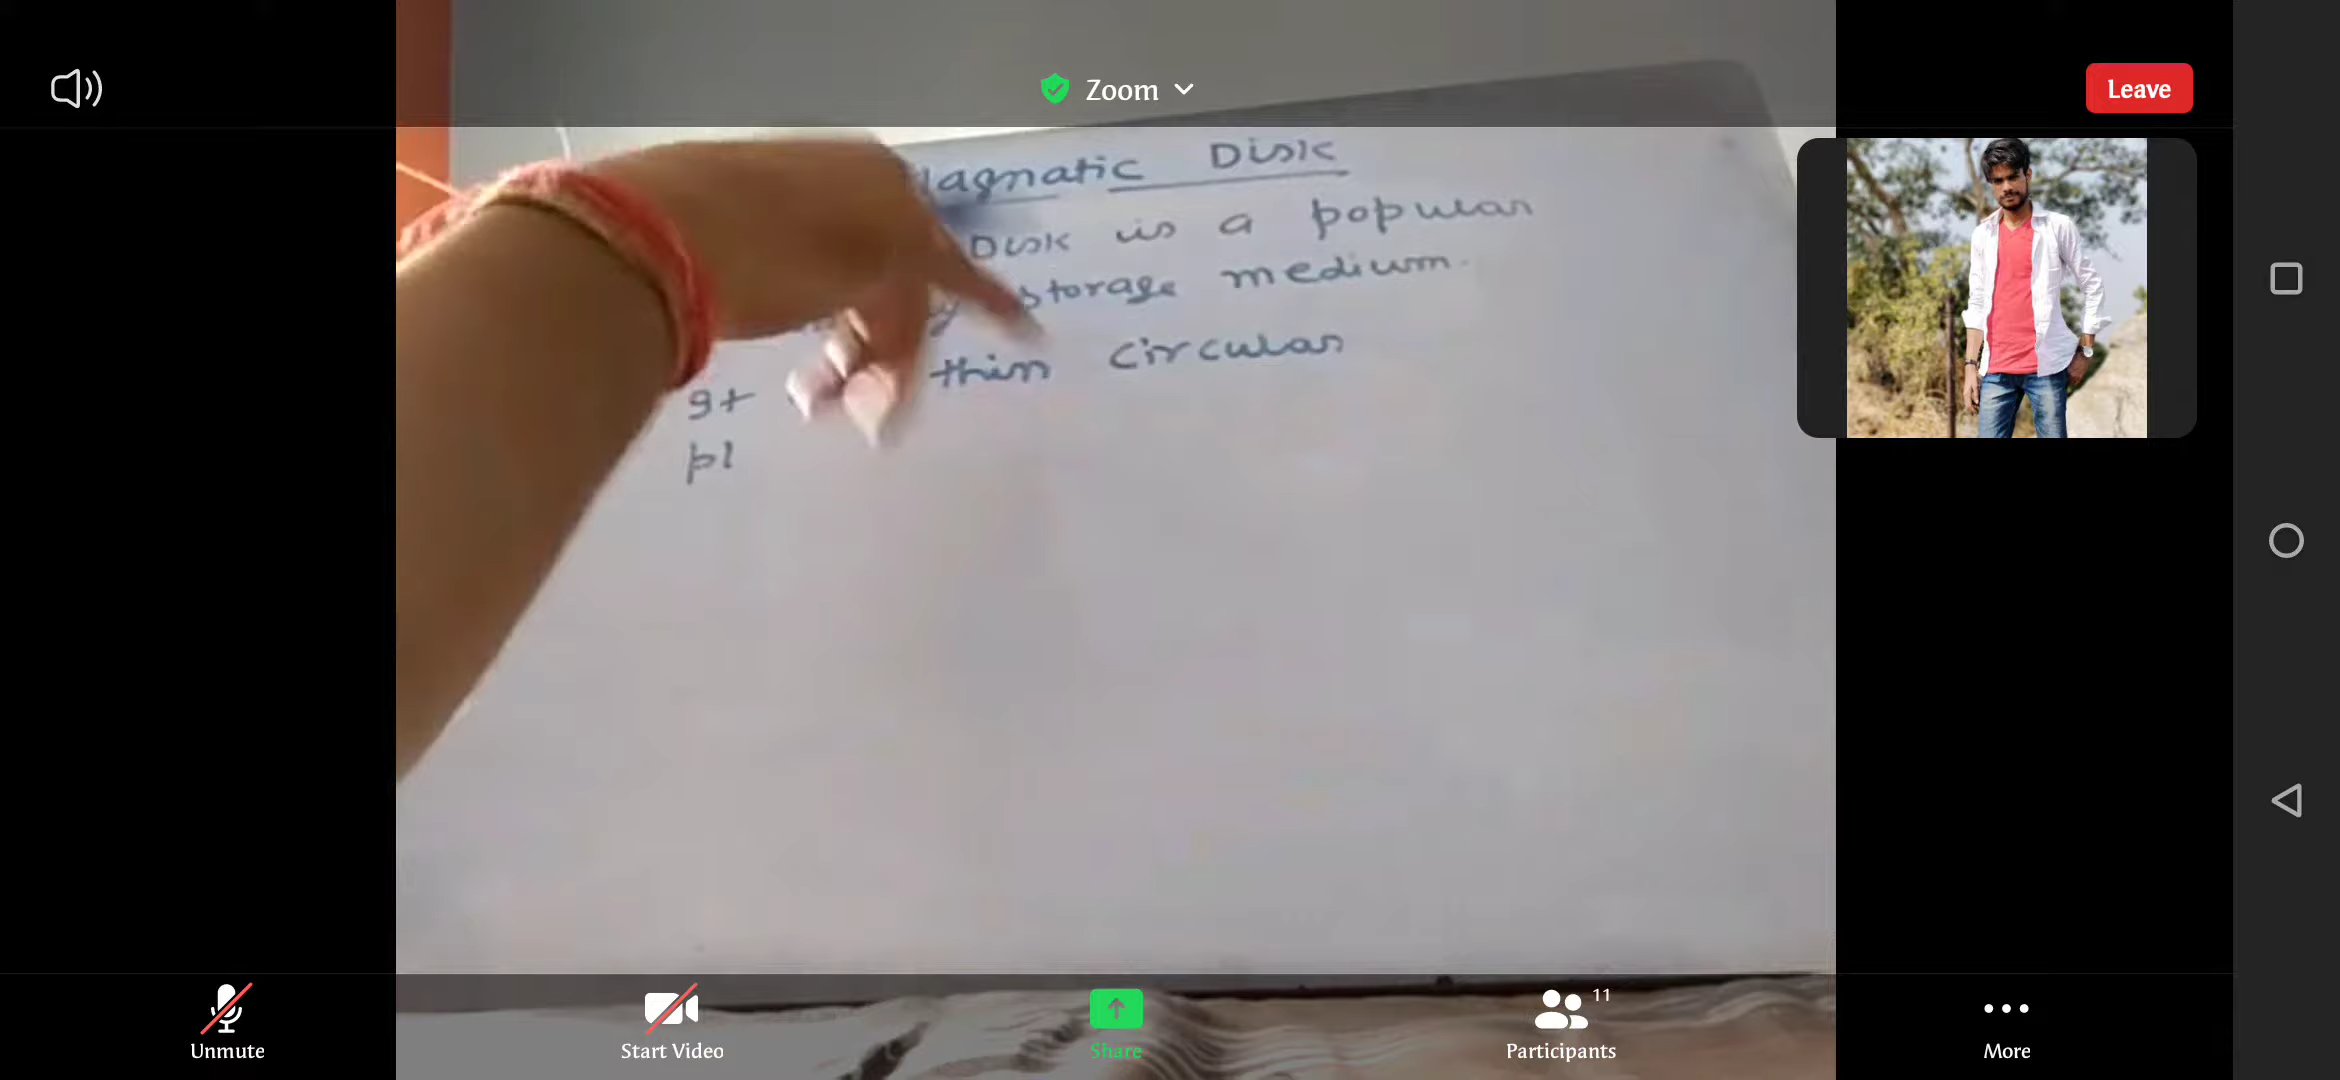 Zoom
Leave
Magnatic Disk
Disk is a popular
storage medium.
It thin circular
pl
Unmute
Start Video
Share
Participants 11
More